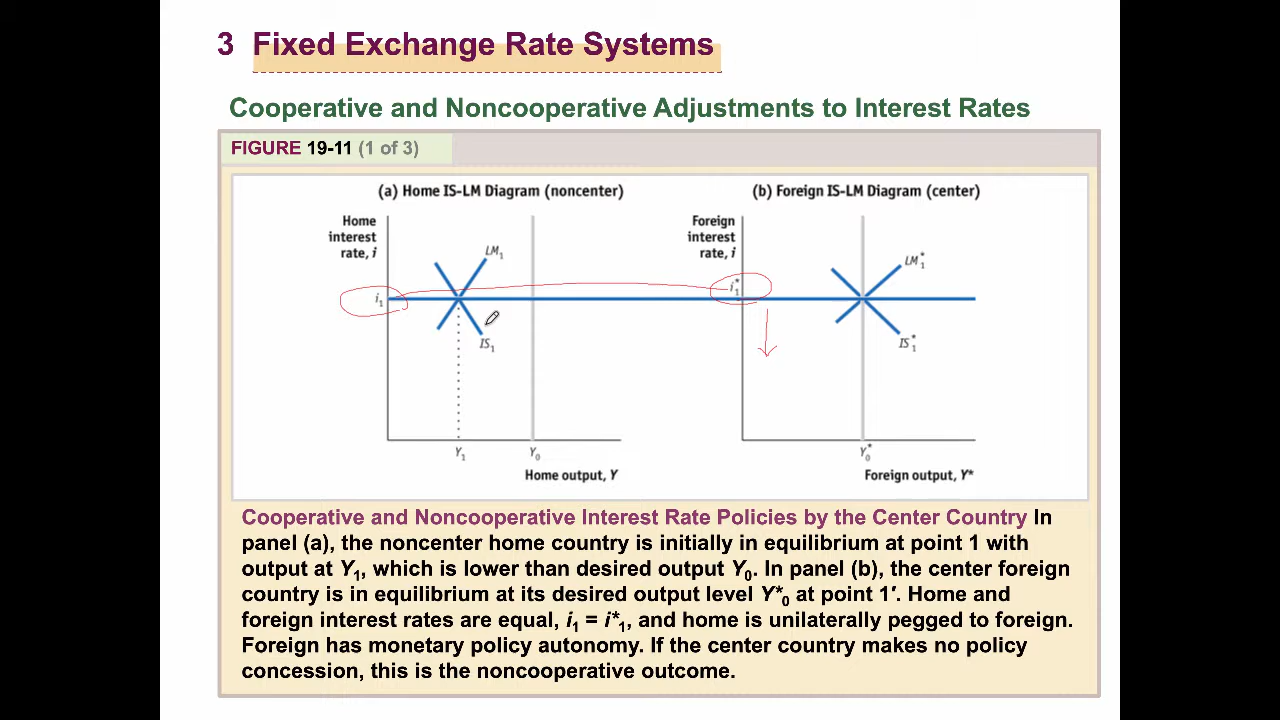 3 Fixed Exchange Rate Systems
Cooperative and Noncooperative Adjustments to Interest Rates
FIGURE 19-11 (1 of 3)
(a) Home IS-LM Diagram (noncenter)
Home
interest
rate, i
LM₁
i₁
IS₁
Y₁
Y₀
Home output, Y
(b) Foreign IS-LM Diagram (center)
Foreign
interest
rate, i
i₁*
LM₁*
IS₁*
Y₀*
Foreign output, Y*
Cooperative and Noncooperative Interest Rate Policies by the Center Country In
panel (a), the noncenter home country is initially in equilibrium at point 1 with
output at Y₁, which is lower than desired output Y₀. In panel (b), the center foreign
country is in equilibrium at its desired output level Y*₀ at point 1′. Home and
foreign interest rates are equal, i₁ = i*₁, and home is unilaterally pegged to foreign.
Foreign has monetary policy autonomy. If the center country makes no policy
concession, this is the noncooperative outcome.